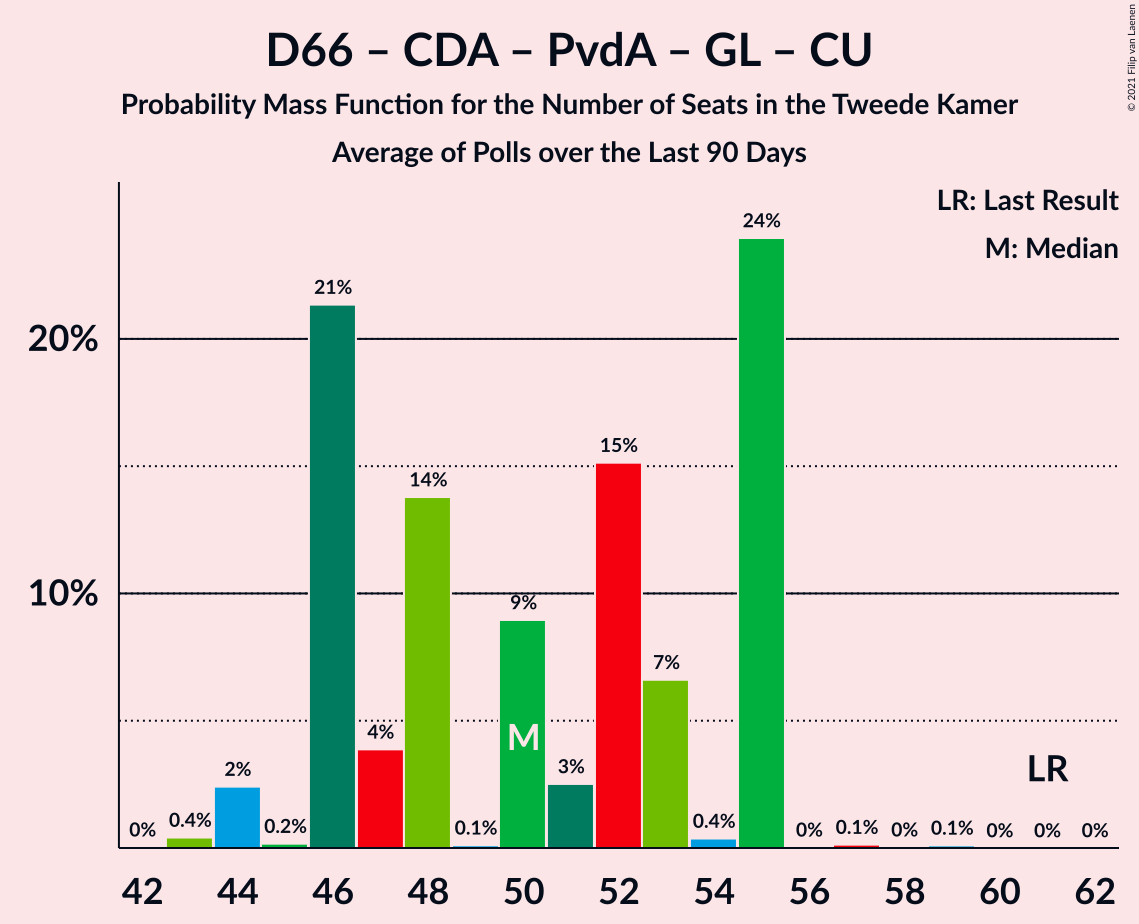 D66 – CDA – PvdA – GL – CU
Probability Mass Function for the Number of Seats in the Tweede Kamer
Average of Polls over the Last 90 Days
© 2021 Filip van Laenen
LR: Last Result
M: Median
24%
21%
20%
15%
14%
10%
9%
7%
M
4%
3%
LR
2%
0% 0.4% 0.2% 0.1% 0.4% 0% 0.1% 0% 0.1% 0% 0% 0%
42 44 46 48 50 52 54 56 58 60 62